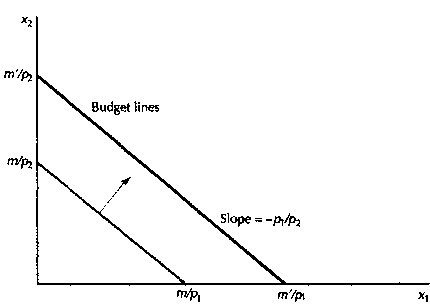 x₂
m′/p₂
Budget lines
m/p₂
Slope = –p₁/p₂
m/p₁
m′/p₁
x₁